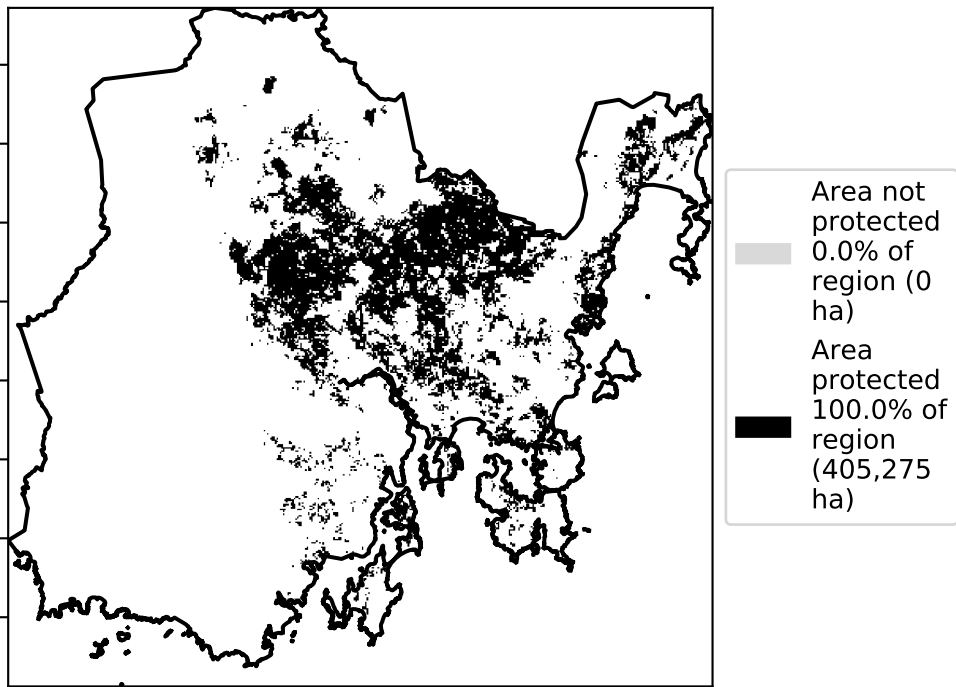 Area not
protected
0.0% of
region (0
ha)
Area
protected
100.0% of
region
(405,275
ha)